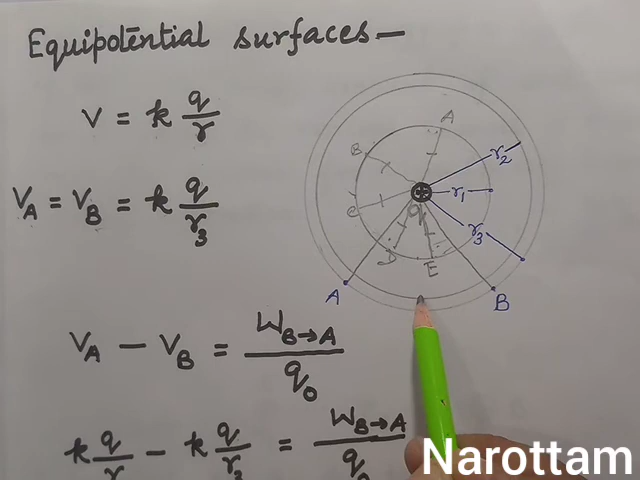 Equipotential surfaces —
V = k q/r
V_A = V_B = k q/r_3
V_A − V_B = W_B→A / q_0
k q/r − k q/r_3 = W_B→A / q_0
A
B
C
D
E
q
r_2
r_1
r_3
A
B
Narottam